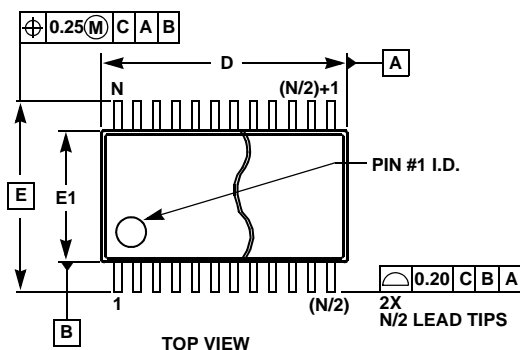 ⌖ 0.25 Ⓜ C A B
D
A
N
(N/2)+1
PIN #1 I.D.
E
E1
1
(N/2)
⌓ 0.20 C B A
2X
N/2 LEAD TIPS
B
TOP VIEW